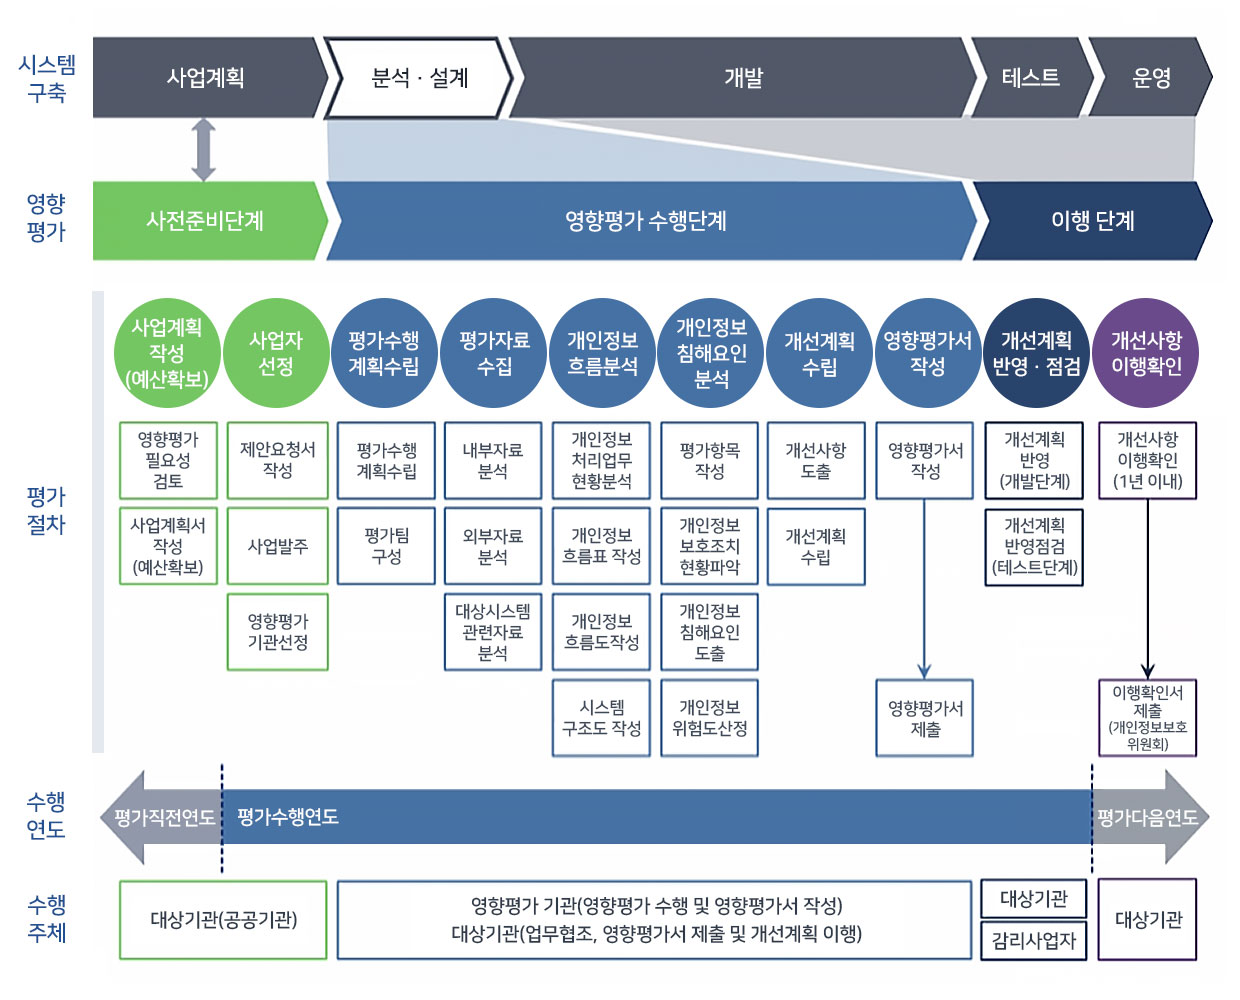 시스템
구축
사업계획
분석 · 설계
개발
테스트
운영
영향
평가
사전준비단계
영향평가 수행단계
이행 단계
사업계획
작성
(예산확보)
사업자
선정
평가수행
계획수립
평가자료
수집
개인정보
흐름분석
개인정보
침해요인
분석
개선계획
수립
영향평가서
작성
개선계획
반영 · 점검
개선사항
이행확인
평가
절차
영향평가
필요성
검토
사업계획서
작성
(예산확보)
제안요청서
작성
사업발주
영향평가
기관선정
평가수행
계획수립
평가팀
구성
내부자료
분석
외부자료
분석
대상시스템
관련자료
분석
개인정보
처리업무
현황분석
개인정보
흐름표 작성
개인정보
흐름도작성
시스템
구조도 작성
평가항목
작성
개인정보
보호조치
현황파악
개인정보
침해요인
도출
개인정보
위험도산정
개선사항
도출
개선계획
수립
영향평가서
작성
영향평가서
제출
개선계획
반영
(개발단계)
개선계획
반영점검
(테스트단계)
개선사항
이행확인
(1년 이내)
이행확인서
제출
(개인정보보호
위원회)
수행
연도
평가직전연도
평가수행연도
평가다음연도
수행
주체
대상기관(공공기관)
영향평가 기관(영향평가 수행 및 영향평가서 작성)
대상기관(업무협조, 영향평가서 제출 및 개선계획 이행)
대상기관
감리사업자
대상기관